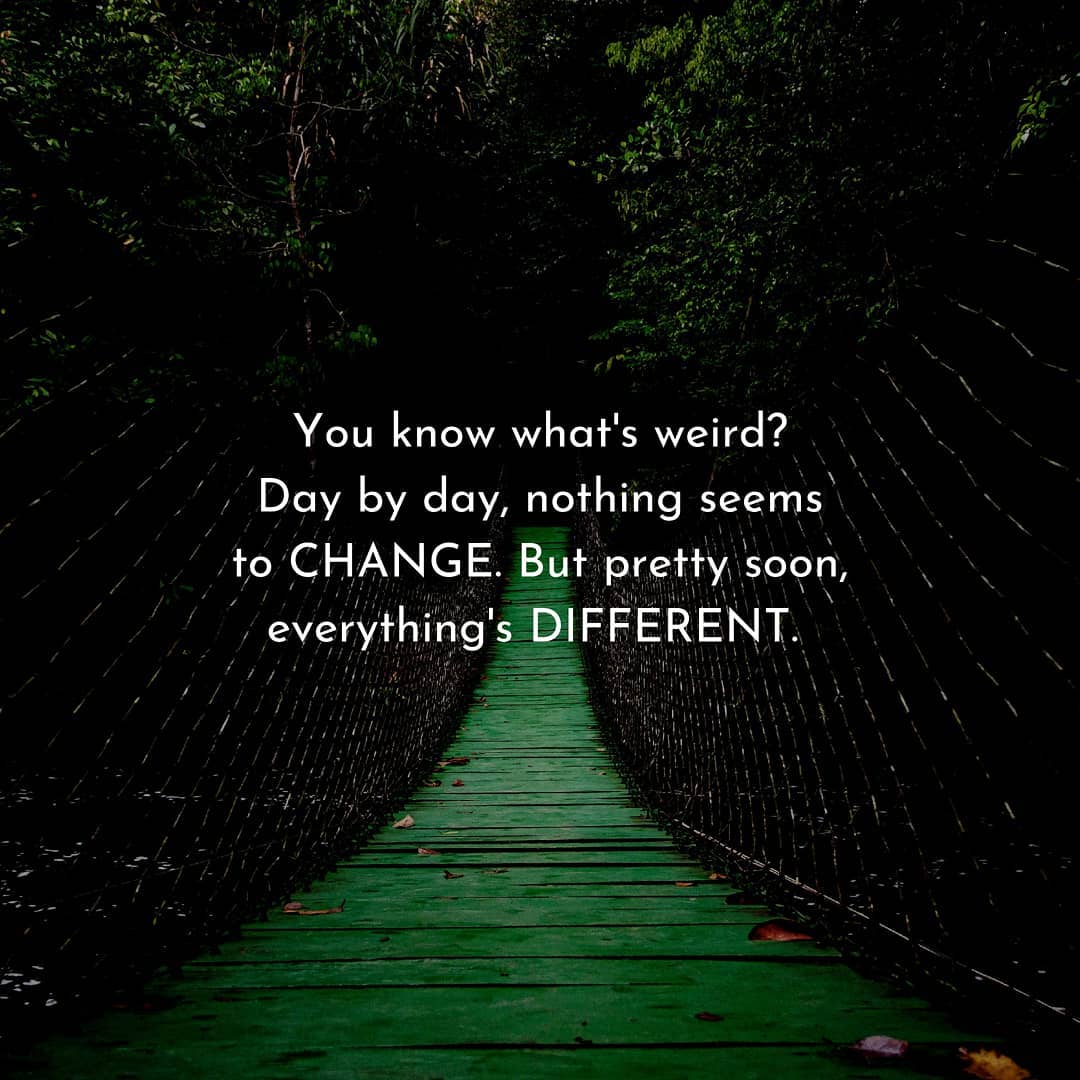 You know what's weird?
Day by day, nothing seems
to CHANGE. But pretty soon,
everything's DIFFERENT.